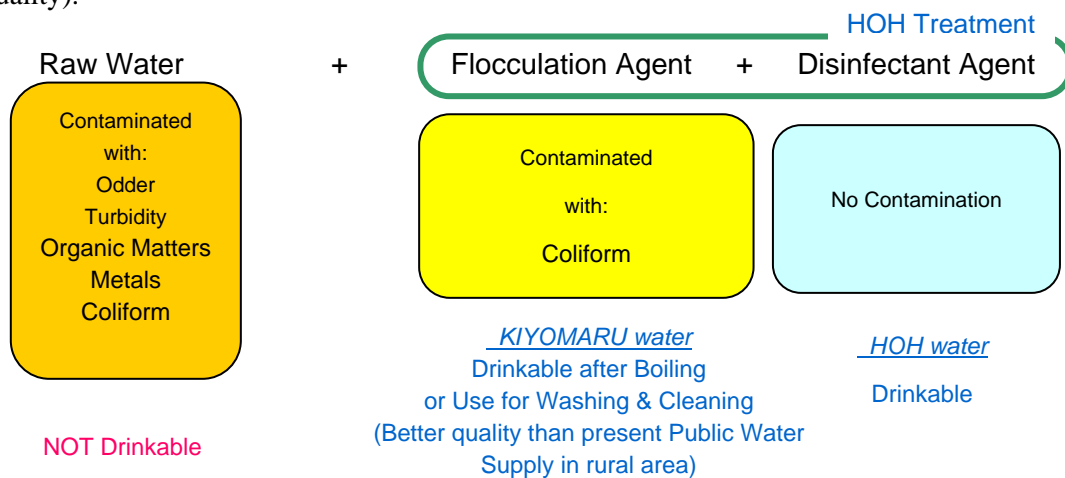 HOH Treatment
Raw Water + Flocculation Agent + Disinfectant Agent
Contaminated
with:
Odder
Turbidity
Organic Matters
Metals
Coliform
NOT Drinkable
Contaminated
with:
Coliform
KIYOMARU water
Drinkable after Boiling
or Use for Washing & Cleaning
(Better quality than present Public Water
Supply in rural area)
No Contamination
HOH water
Drinkable